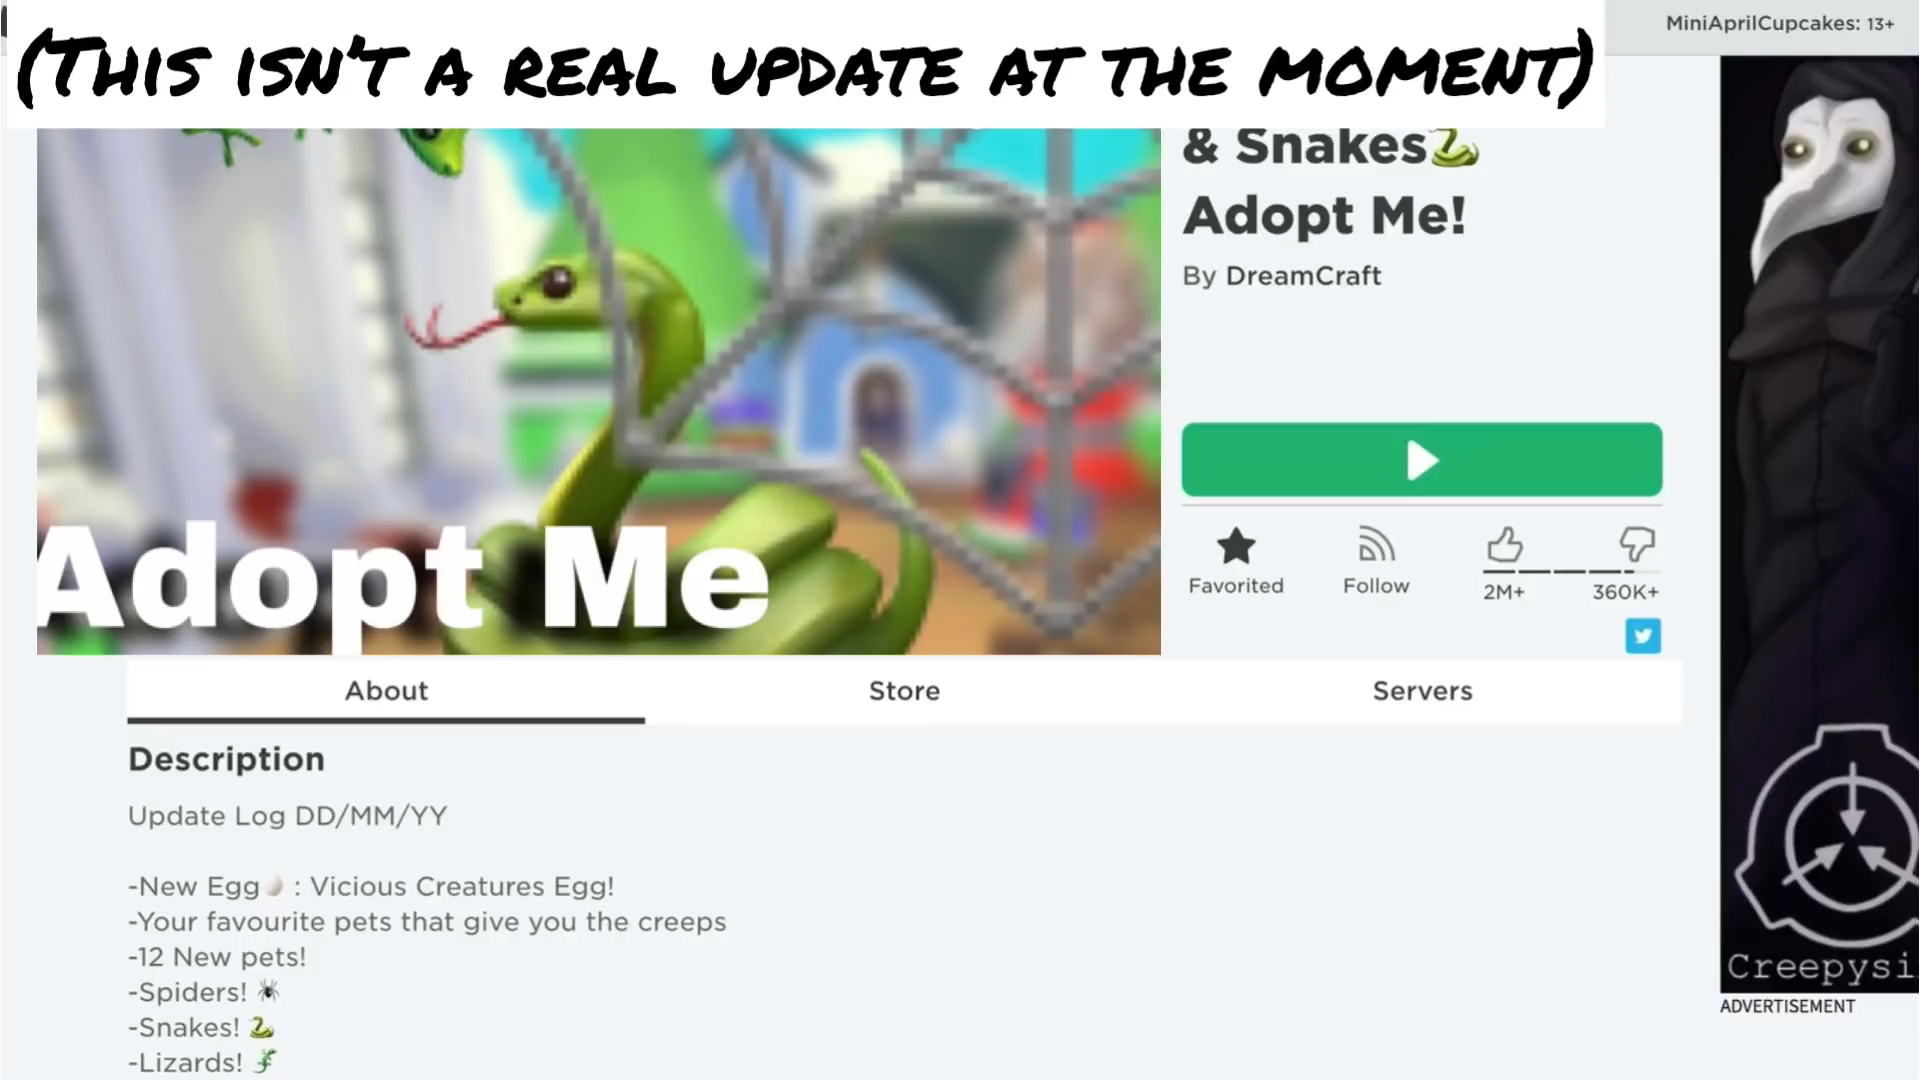 (THIS ISN'T A REAL UPDATE AT THE MOMENT)
MiniAprilCupcakes: 13+
& Snakes🐍
Adopt Me!
By DreamCraft
Adopt Me
Favorited
Follow
2M+
360K+
About
Store
Servers
Description
Update Log DD/MM/YY
-New Egg🥚 : Vicious Creatures Egg!
-Your favourite pets that give you the creeps
-12 New pets!
-Spiders! 🕷
-Snakes! 🐍
-Lizards! 🦎
Creepysi
ADVERTISEMENT